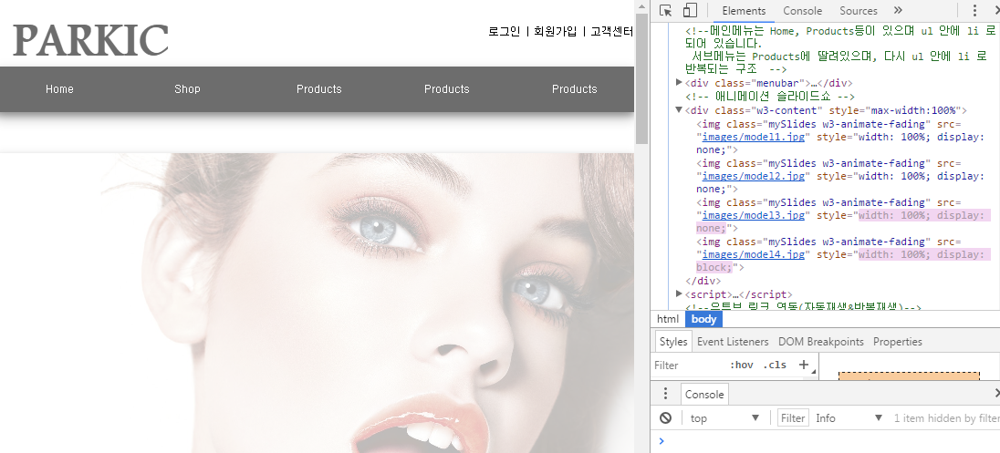 PARKIC
로그인 | 회원가입 | 고객센터
Home Shop Products Products Products
Elements Console Sources »
<!--메인메뉴는 Home, Products등이 있으며 ul 안에 li 로
되어 있습니다.
서브메뉴는 Products에 딸려있으며, 다시 ul 안에 li 로
반복되는 구조 -->
▶<div class="menubar">…</div>
<!-- 애니메이션 슬라이드쇼 -->
▼<div class="w3-content" style="max-width:100%">
<img class="mySlides w3-animate-fading" src=
"images/model1.jpg" style="width: 100%; display:
none;">
<img class="mySlides w3-animate-fading" src=
"images/model2.jpg" style="width: 100%; display:
none;">
<img class="mySlides w3-animate-fading" src=
"images/model3.jpg" style="width: 100%; display:
none;">
<img class="mySlides w3-animate-fading" src=
"images/model4.jpg" style="width: 100%; display:
block;">
</div>
▶<script>…</script>
<!--유튜브 링크 연동(자동재생&반복재생)-->
html body
Styles Event Listeners DOM Breakpoints Properties
Filter :hov .cls +
Console
top ▼ Filter Info ▼ 1 item hidden by filter
>